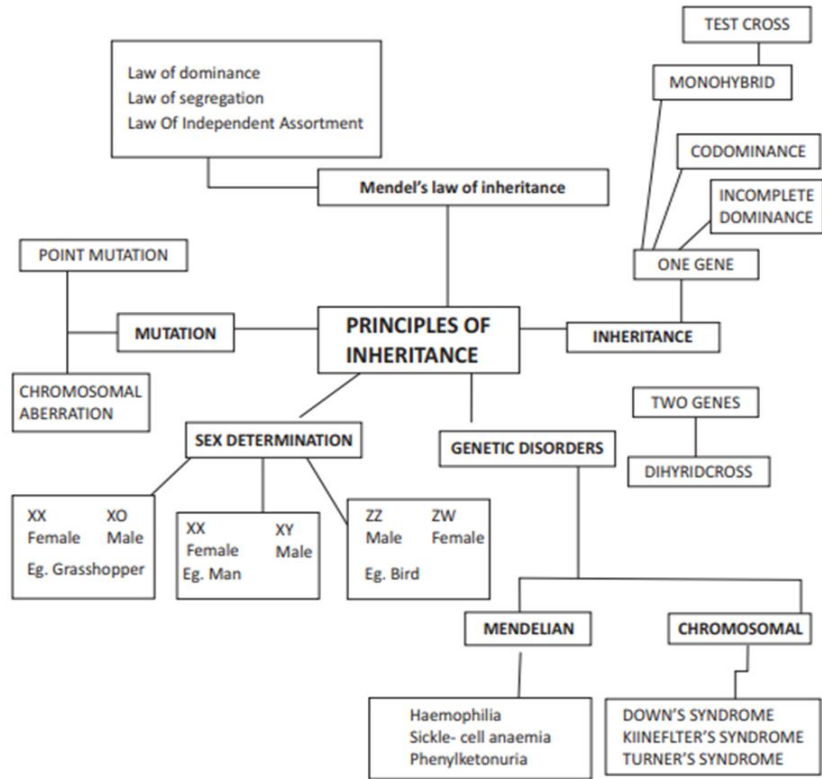 TEST CROSS
MONOHYBRID
CODOMINANCE
INCOMPLETE
DOMINANCE
ONE GENE
Law of dominance
Law of segregation
Law Of Independent Assortment
Mendel's law of inheritance
POINT MUTATION
MUTATION
CHROMOSOMAL
ABERRATION
PRINCIPLES OF
INHERITANCE
INHERITANCE
TWO GENES
DIHYRIDCROSS
SEX DETERMINATION
GENETIC DISORDERS
XX XO
Female Male
Eg. Grasshopper
XX XY
Female Male
Eg. Man
ZZ ZW
Male Female
Eg. Bird
MENDELIAN
CHROMOSOMAL
Haemophilia
Sickle- cell anaemia
Phenylketonuria
DOWN'S SYNDROME
KIINEFLTER'S SYNDROME
TURNER'S SYNDROME